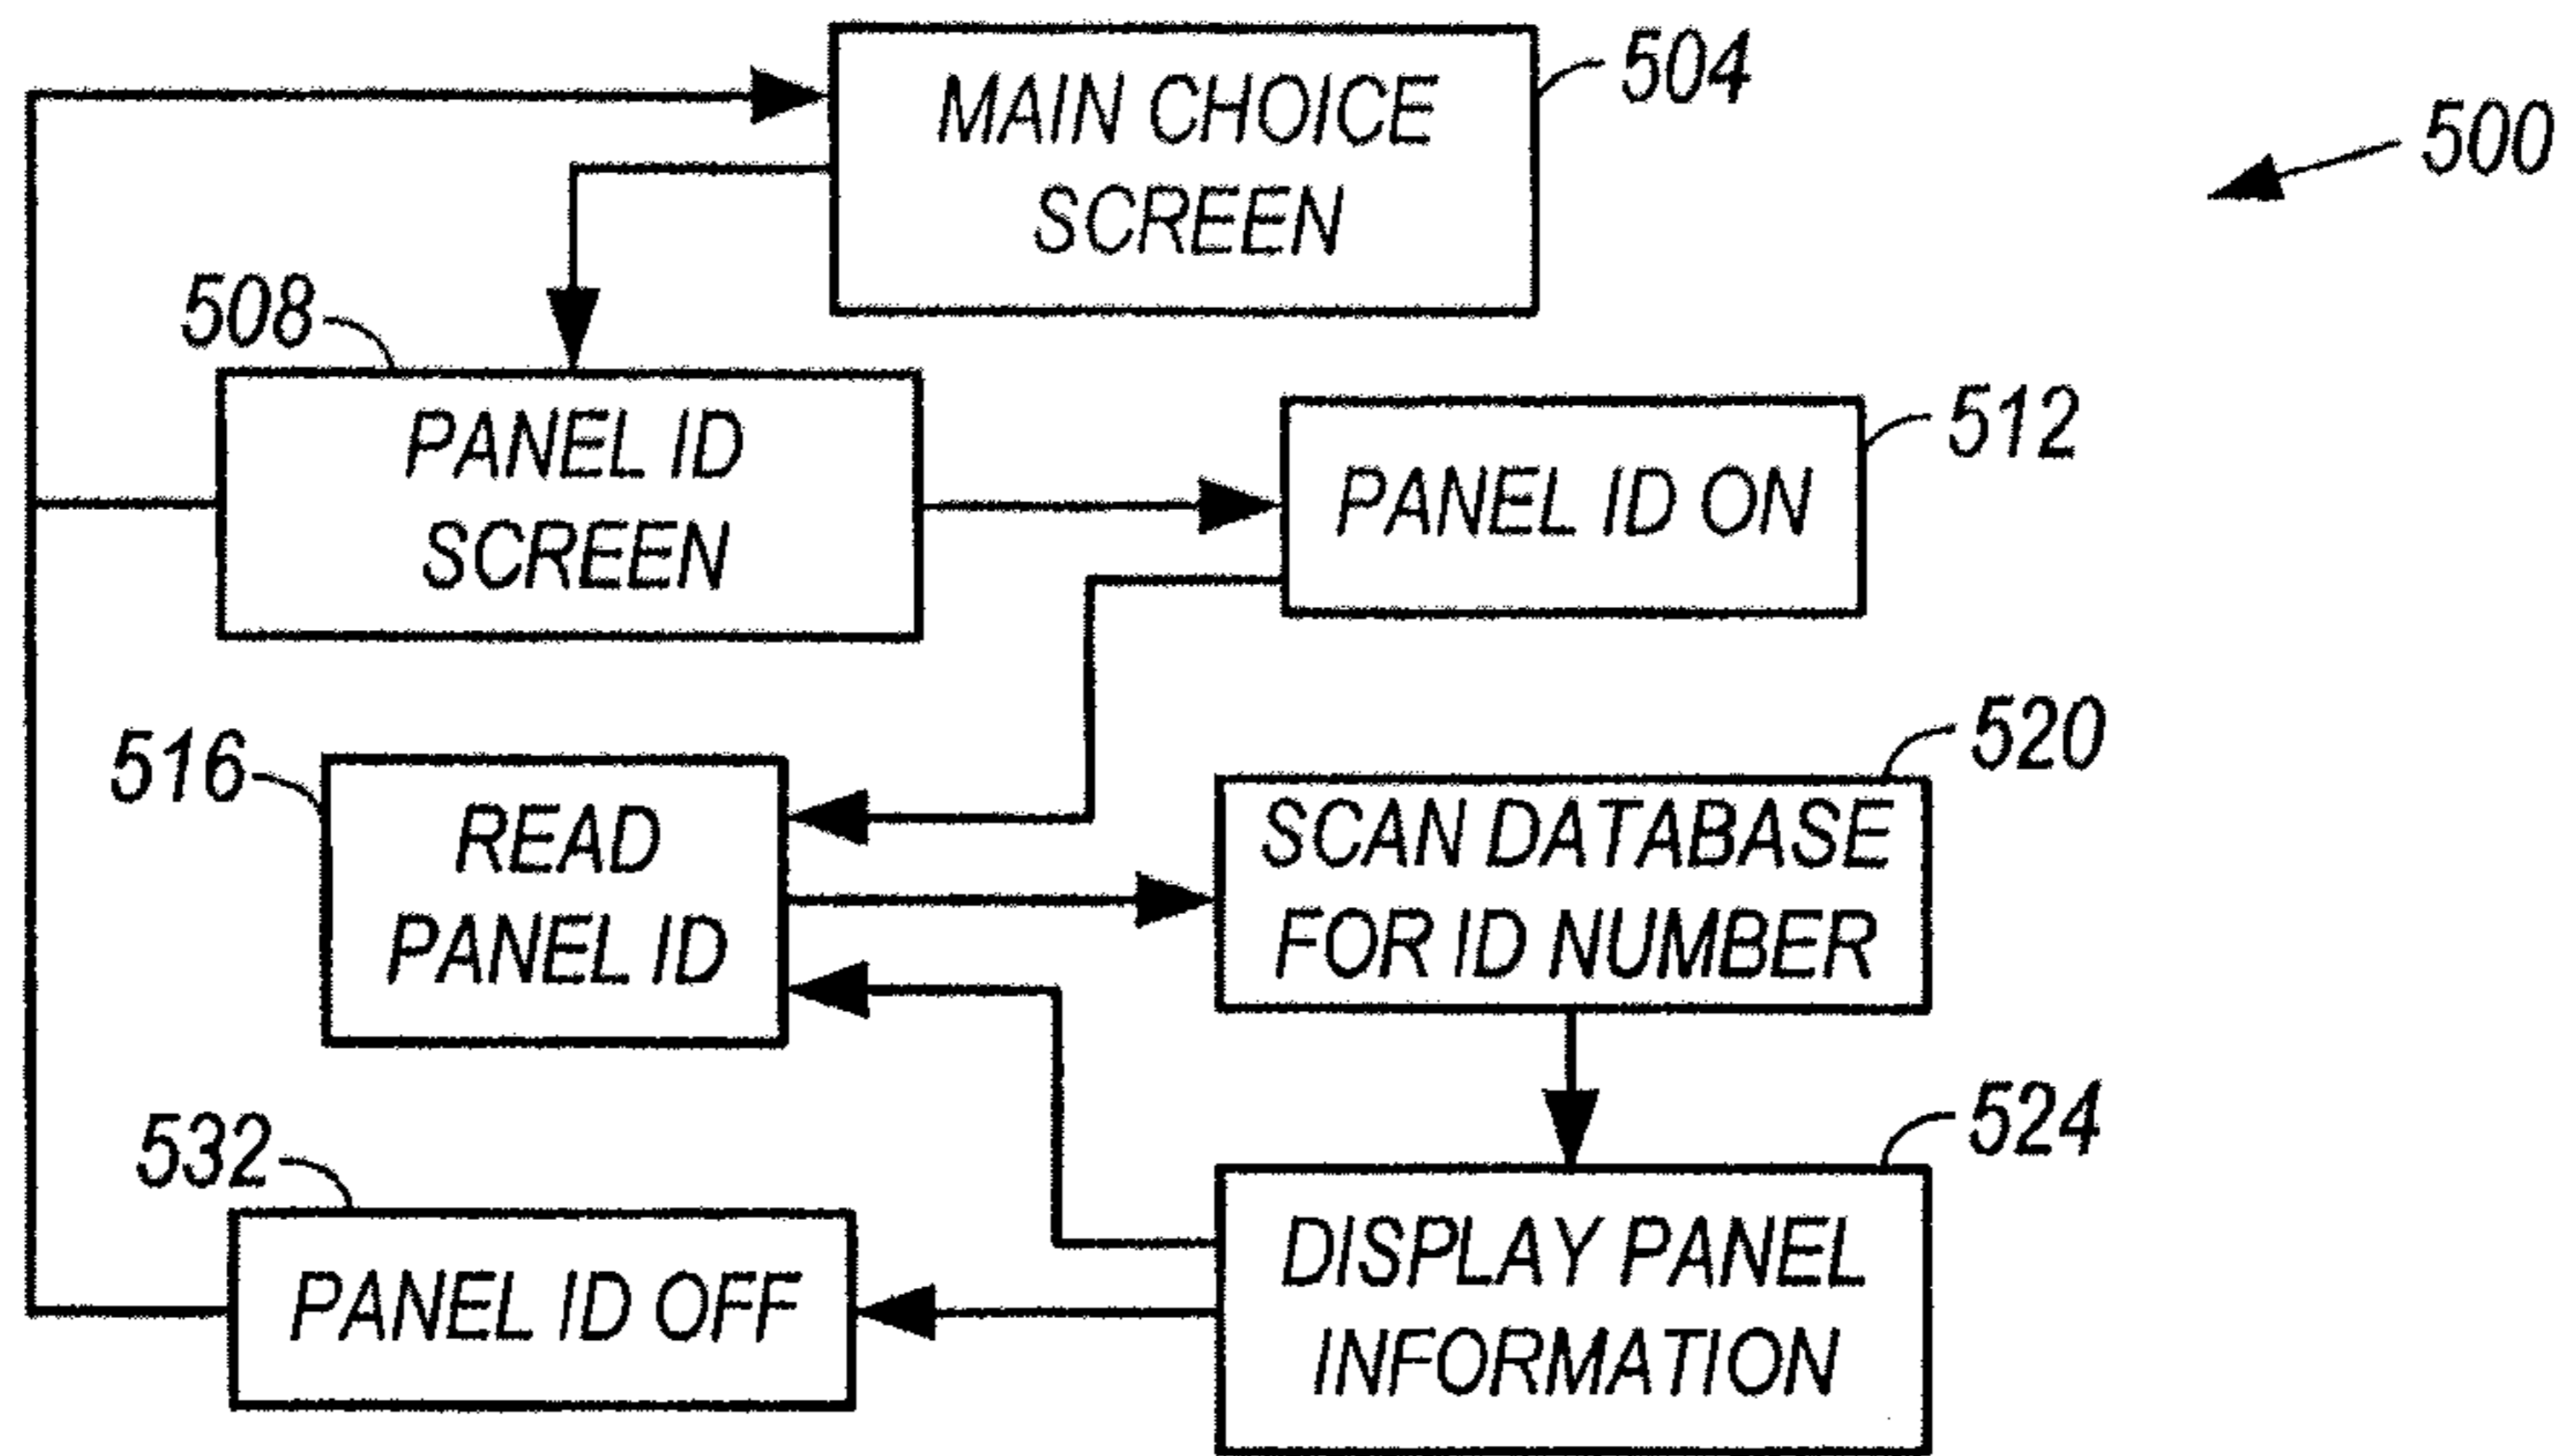 MAIN CHOICE
SCREEN
504
500
508
PANEL ID
SCREEN
512
PANEL ID ON
516
READ
PANEL ID
520
SCAN DATABASE
FOR ID NUMBER
532
PANEL ID OFF
524
DISPLAY PANEL
INFORMATION